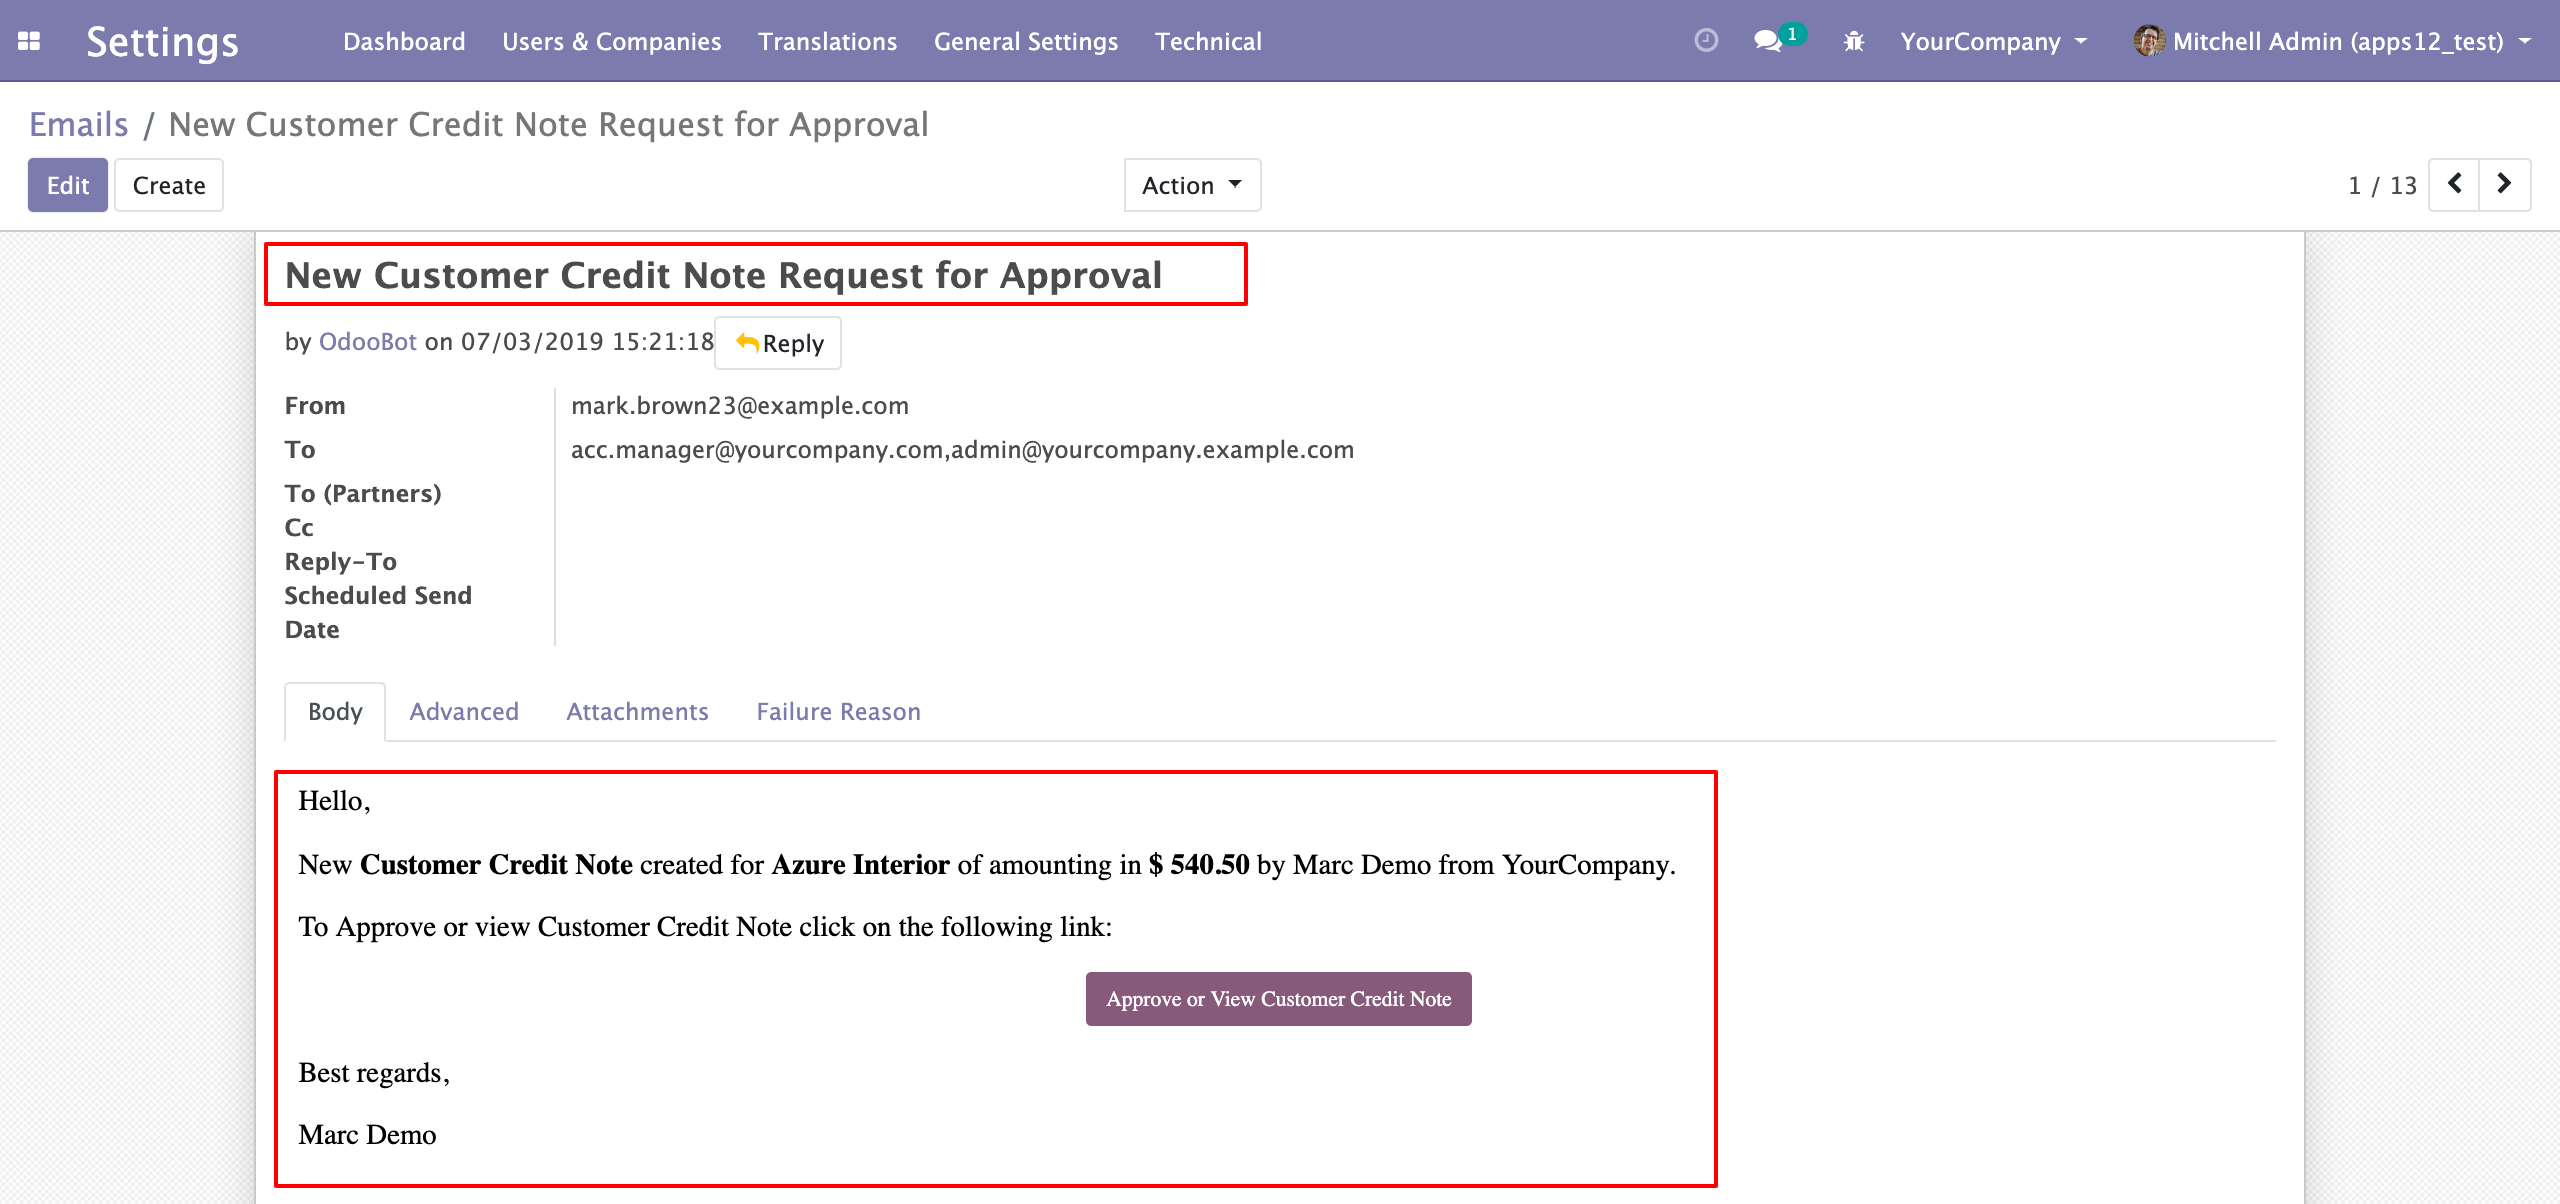 Settings Dashboard Users & Companies Translations General Settings Technical 1 YourCompany Mitchell Admin (apps12_test)
Emails / New Customer Credit Note Request for Approval
Edit Create Action 1 / 13
New Customer Credit Note Request for Approval
by OdooBot on 07/03/2019 15:21:18 Reply
From mark.brown23@example.com
To acc.manager@yourcompany.com,admin@yourcompany.example.com
To (Partners)
Cc
Reply-To
Scheduled Send
Date
Body Advanced Attachments Failure Reason
Hello,
New Customer Credit Note created for Azure Interior of amounting in $ 540.50 by Marc Demo from YourCompany.
To Approve or view Customer Credit Note click on the following link:
Approve or View Customer Credit Note
Best regards,
Marc Demo